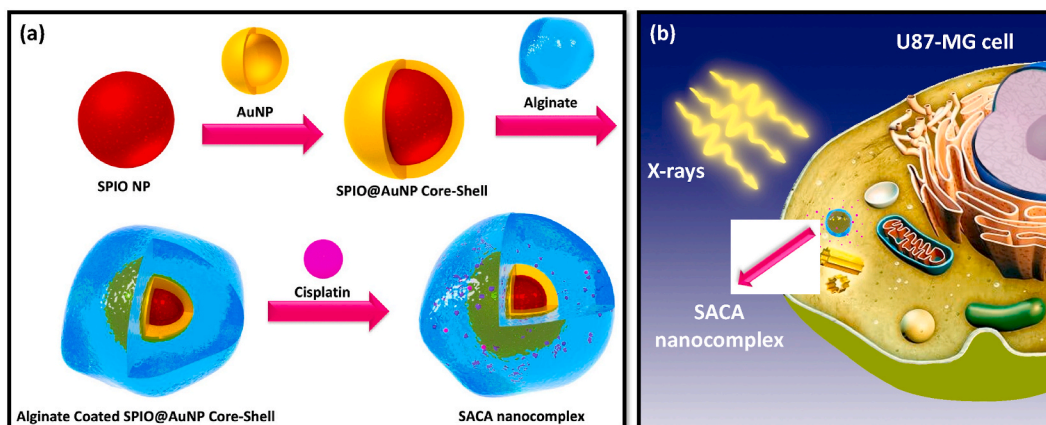 (a)
AuNP
Alginate
SPIO NP
SPIO@AuNP Core-Shell
Cisplatin
Alginate Coated SPIO@AuNP Core-Shell
SACA nanocomplex
(b)
U87-MG cell
X-rays
SACA
nanocomplex